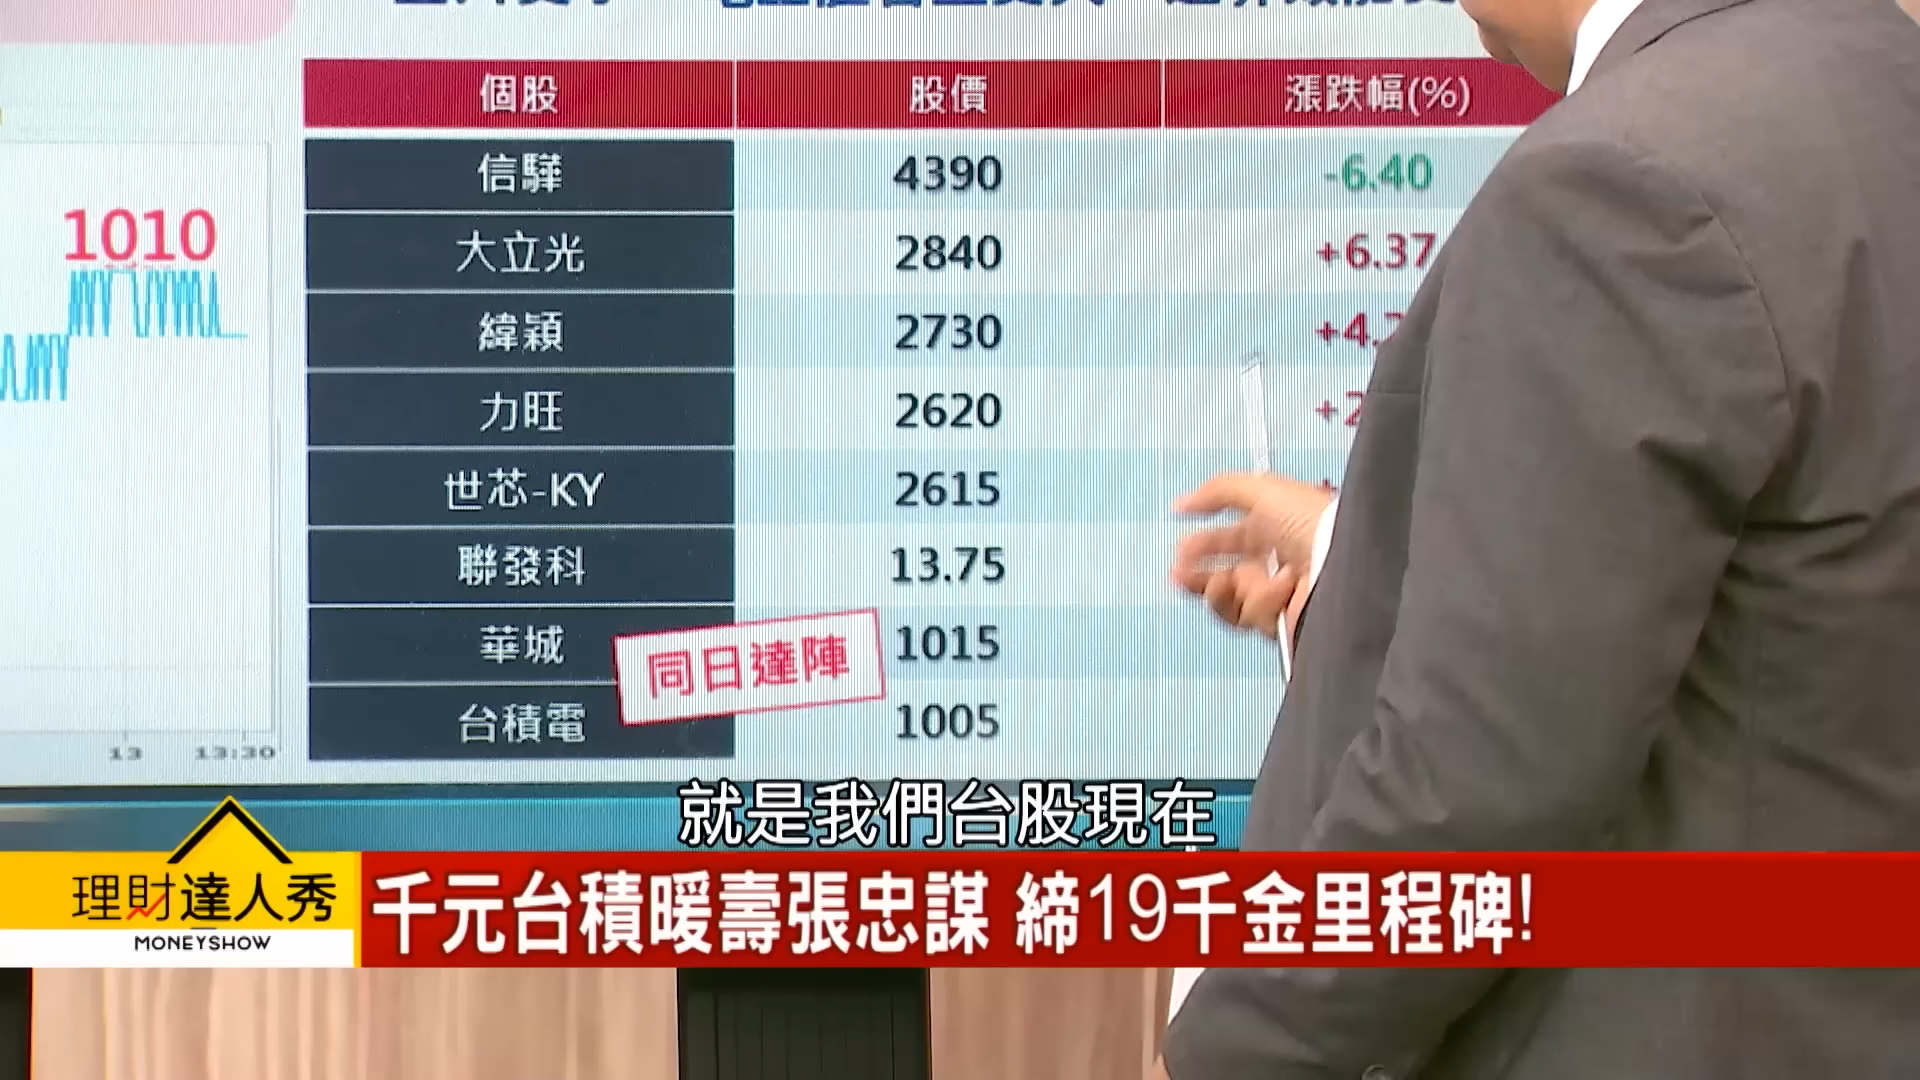 個股 股價 漲跌幅(%)
信驊 4390 -6.40
大立光 2840 +6.37
緯穎 2730 +4.
力旺 2620 +2
世芯-KY 2615
聯發科 13.75
華城 1015
台積電 1005
同日達陣
1010
13 13:30
就是我們台股現在
理財達人秀
MONEYSHOW
千元台積暖壽張忠謀 締19千金里程碑!